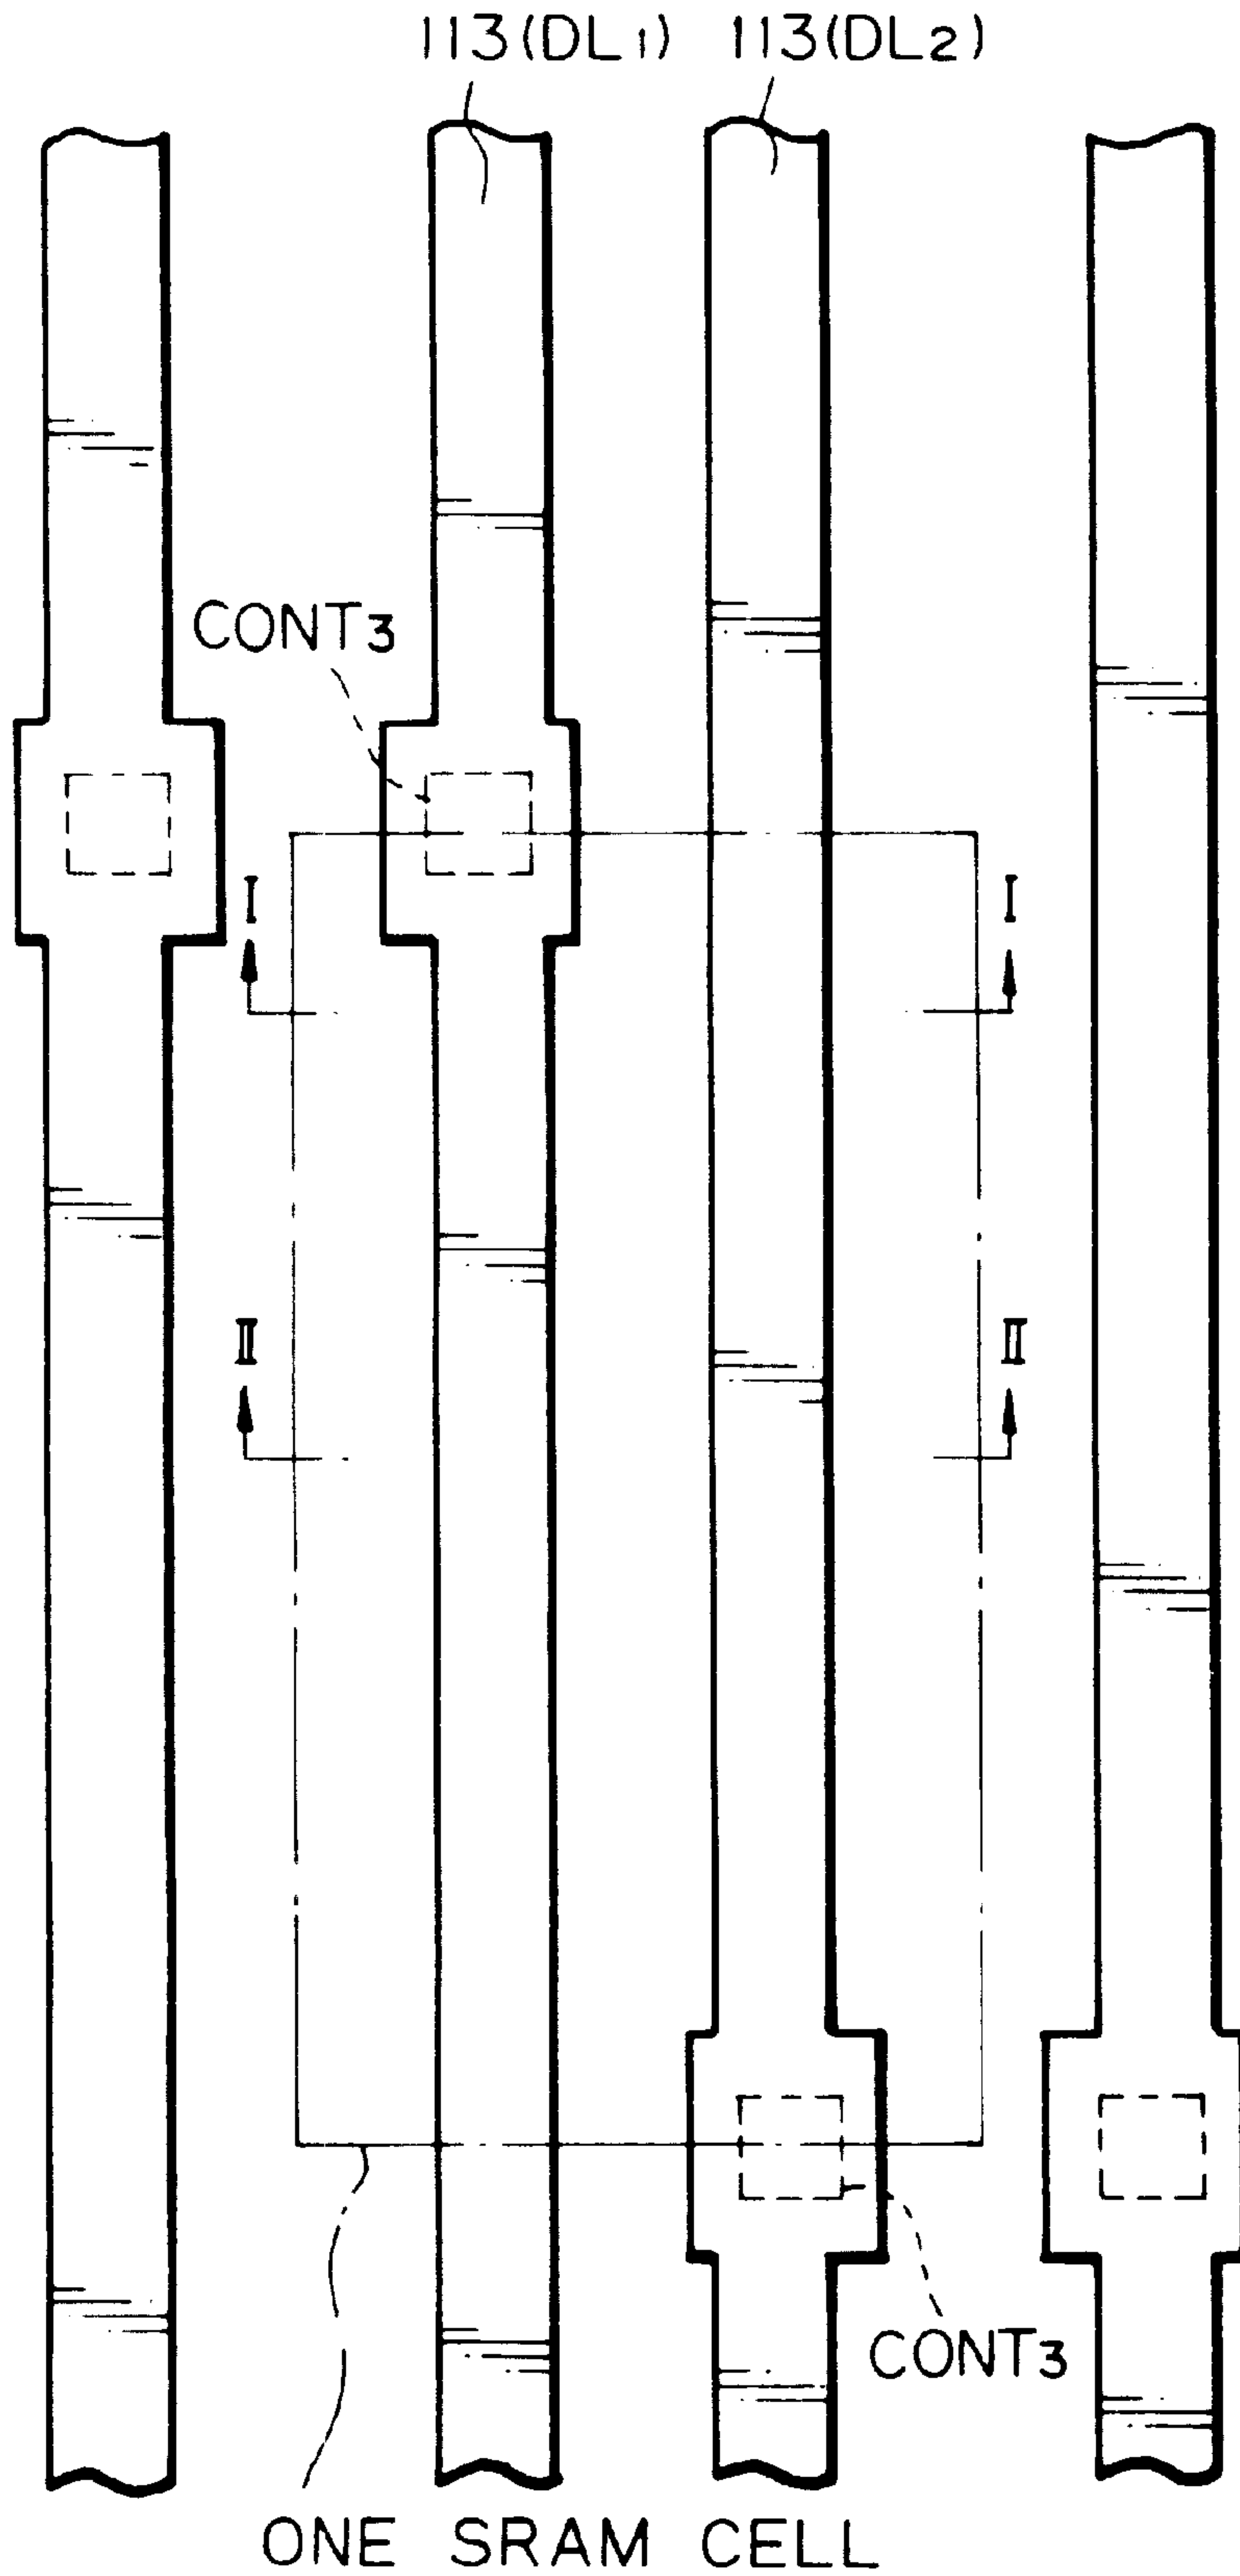 113(DL1) 113(DL2)
CONT3
I I
II II
CONT3
ONE SRAM CELL